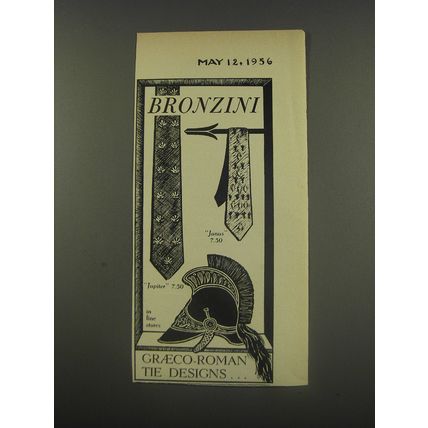 MAY 12, 1956
BRONZINI
"Janus"
7.50
"Jupiter" 7.50
in
fine
stores
GRÆCO-ROMAN
TIE DESIGNS...